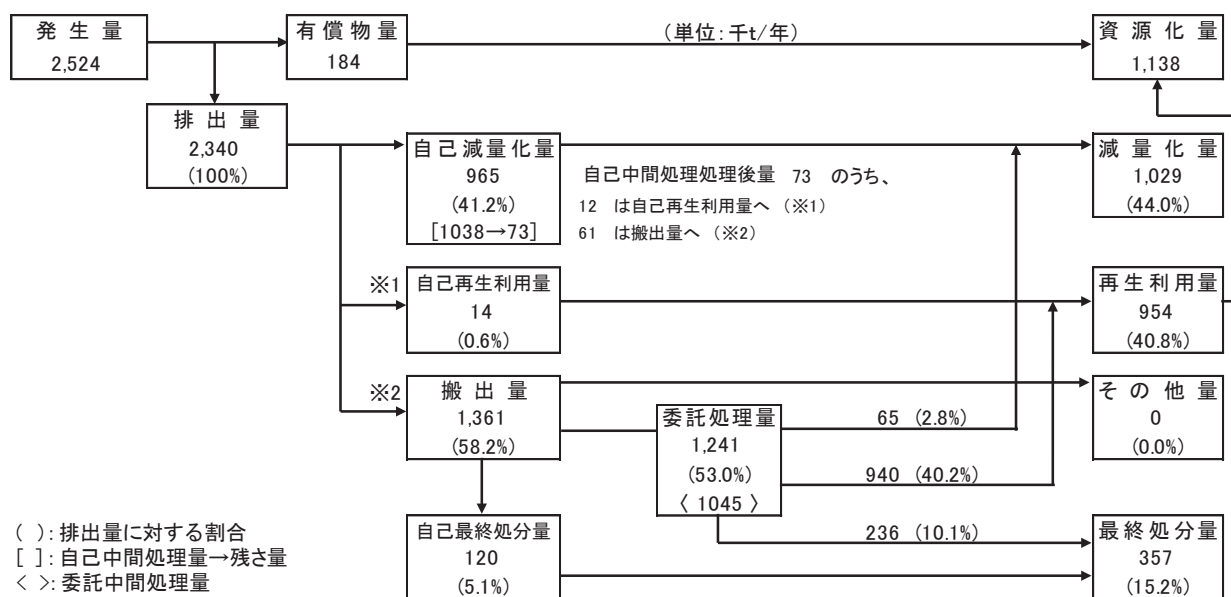 発生量
2,524
有償物量
184
（単位：千t/年）
資源化量
1,138
排出量
2,340
(100%)
自己減量化量
965
(41.2%)
[1038→73]
自己中間処理処理後量 73 のうち、
12 は自己再生利用量へ （※1）
61 は搬出量へ （※2）
減量化量
1,029
(44.0%)
※1
自己再生利用量
14
(0.6%)
再生利用量
954
(40.8%)
※2
搬出量
1,361
(58.2%)
委託処理量
1,241
(53.0%)
〈 1045 〉
65 (2.8%)
940 (40.2%)
236 (10.1%)
その他量
0
(0.0%)
自己最終処分量
120
(5.1%)
最終処分量
357
(15.2%)
( ): 排出量に対する割合
[ ]: 自己中間処理量→残さ量
< >: 委託中間処理量